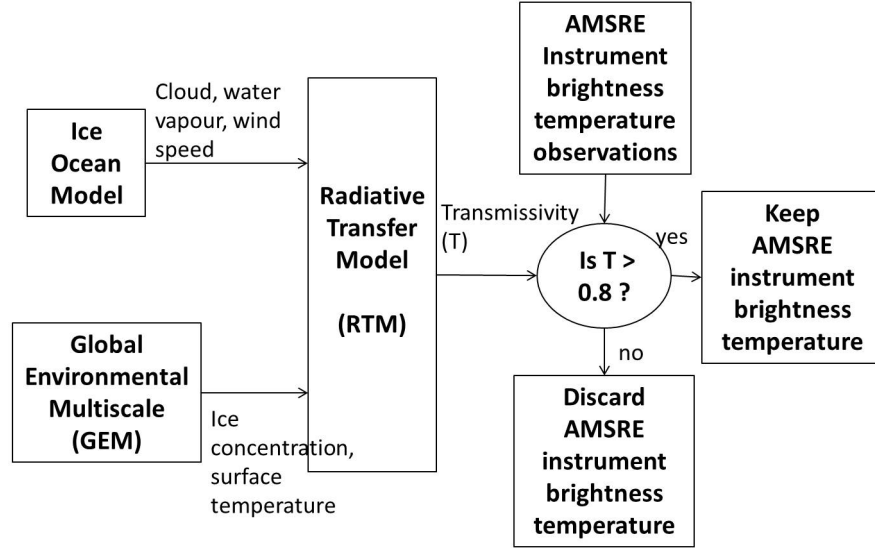 Ice
Ocean
Model
Cloud, water
vapour, wind
speed
Global
Environmental
Multiscale
(GEM)
Ice
concentration,
surface
temperature
Radiative
Transfer
Model
(RTM)
Transmissivity
(T)
AMSRE
Instrument
brightness
temperature
observations
Is T >
0.8 ?
yes
Keep
AMSRE
instrument
brightness
temperature
no
Discard
AMSRE
instrument
brightness
temperature